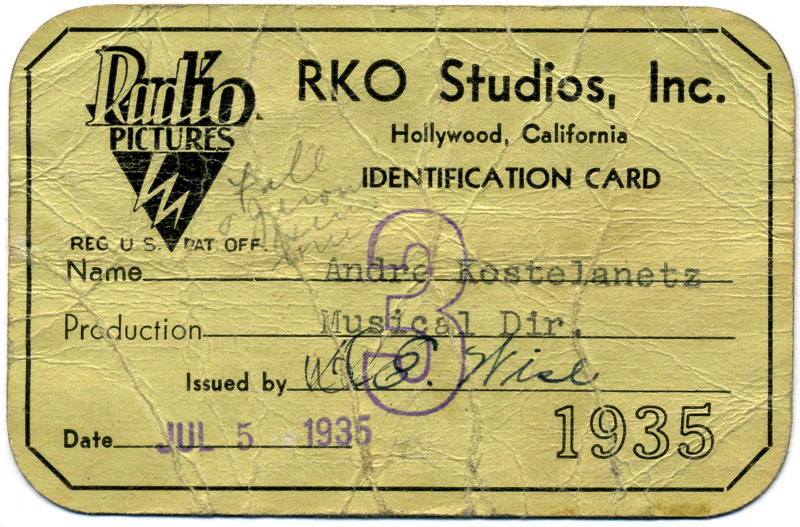 Radio
PICTURES
REG U.S. PAT OFF.
RKO Studios, Inc.
Hollywood, California
IDENTIFICATION CARD
3
Name Andre Kostelanetz
Production Musical Dir.
Issued by Wise
Date JUL 5 1935
1935